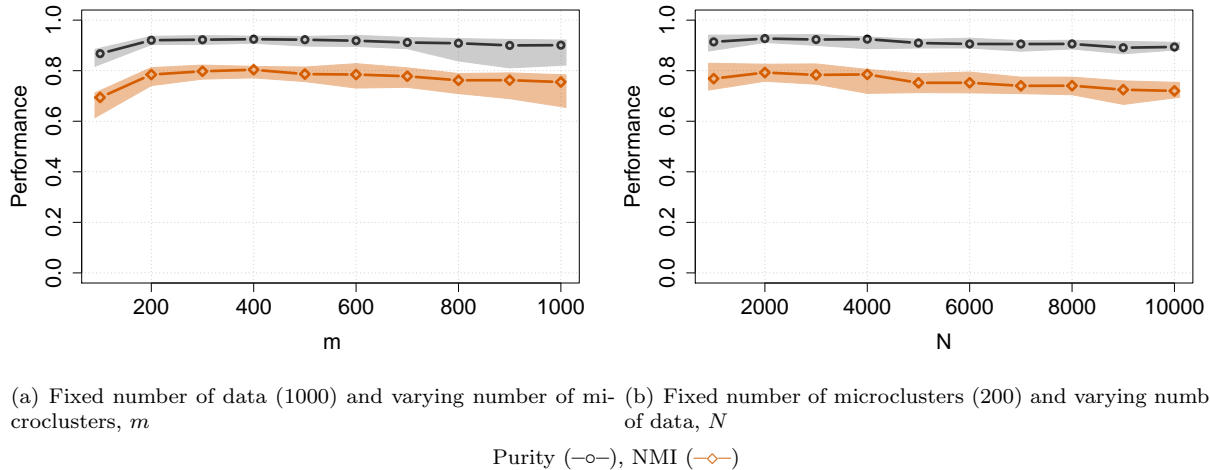 1.0
0.8
0.6
0.4
0.2
0.0
Performance
200
400
600
800
1000
m
1.0
0.8
0.6
0.4
0.2
0.0
Performance
2000
4000
6000
8000
10000
N
(a) Fixed number of data (1000) and varying number of mi-
croclusters, m
(b) Fixed number of microclusters (200) and varying numb
of data, N
Purity (–o–), NMI (–◇–)